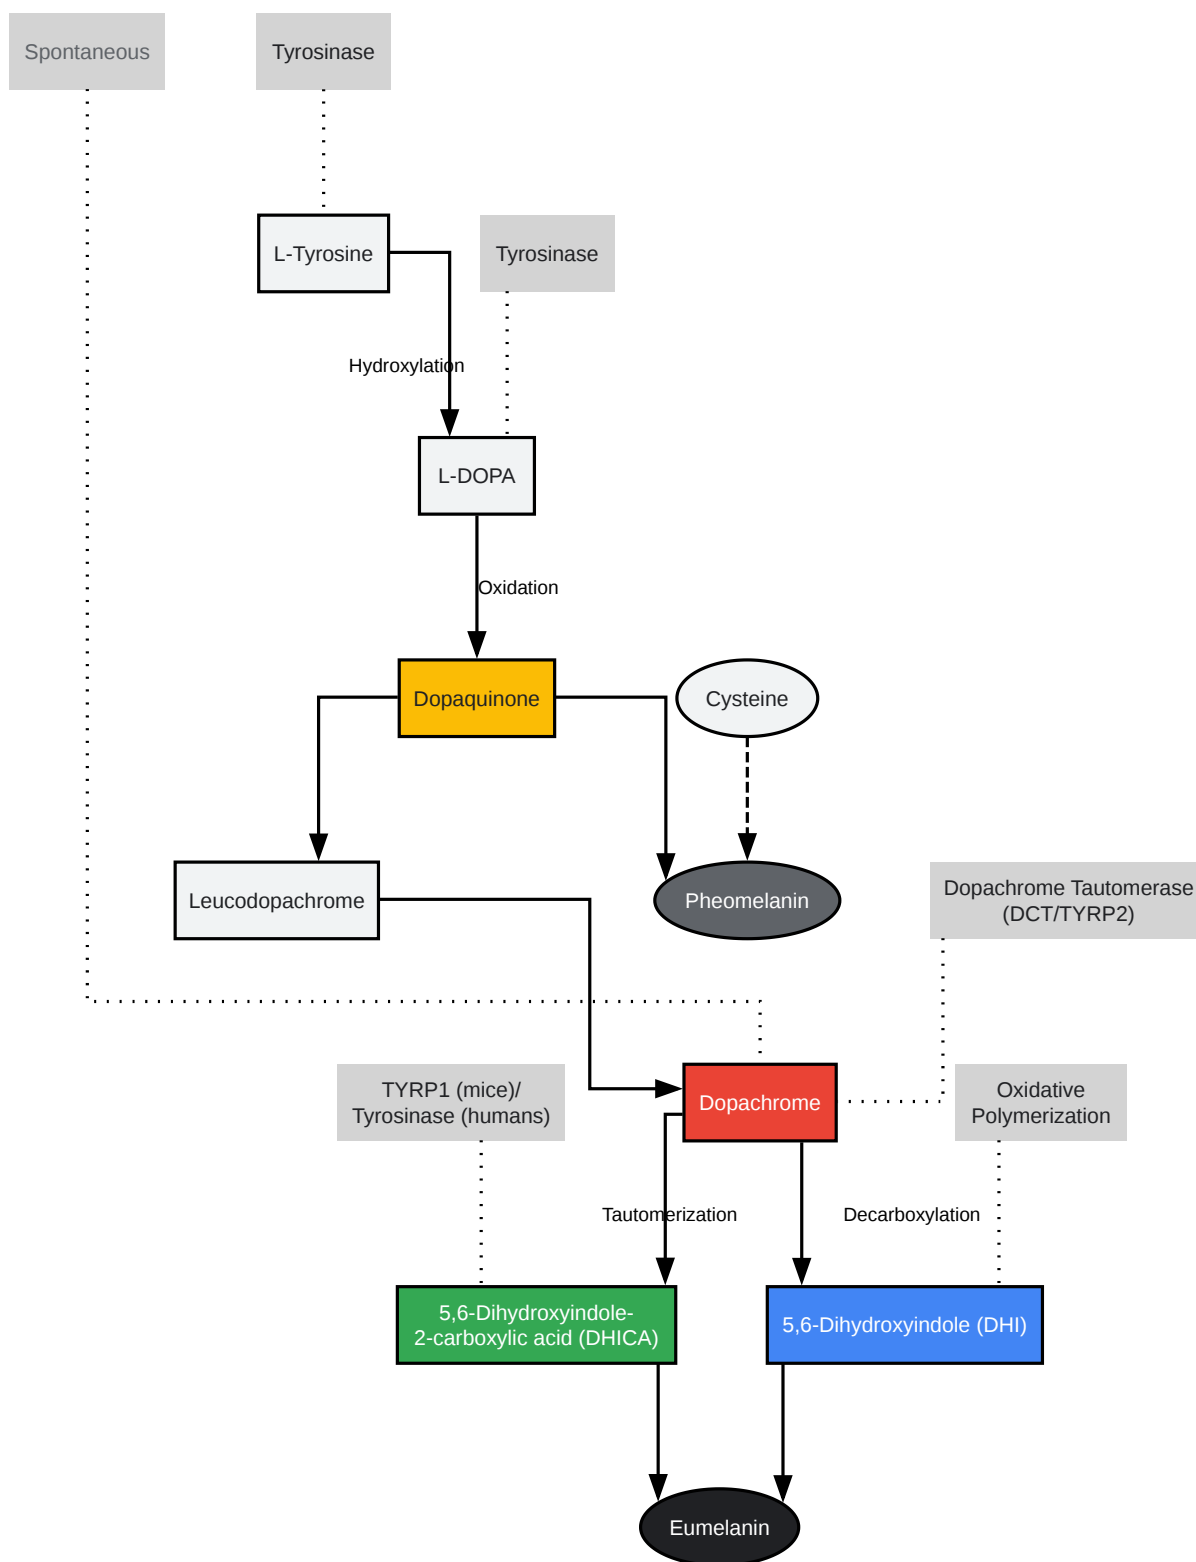 Spontaneous
Tyrosinase
L-Tyrosine
Tyrosinase
Hydroxylation
L-DOPA
Oxidation
Dopaquinone
Cysteine
Leucodopachrome
Pheomelanin
Dopachrome Tautomerase
(DCT/TYRP2)
TYRP1 (mice)/
Tyrosinase (humans)
Dopachrome
Oxidative
Polymerization
Tautomerization
Decarboxylation
5,6-Dihydroxyindole-
2-carboxylic acid (DHICA)
5,6-Dihydroxyindole (DHI)
Eumelanin